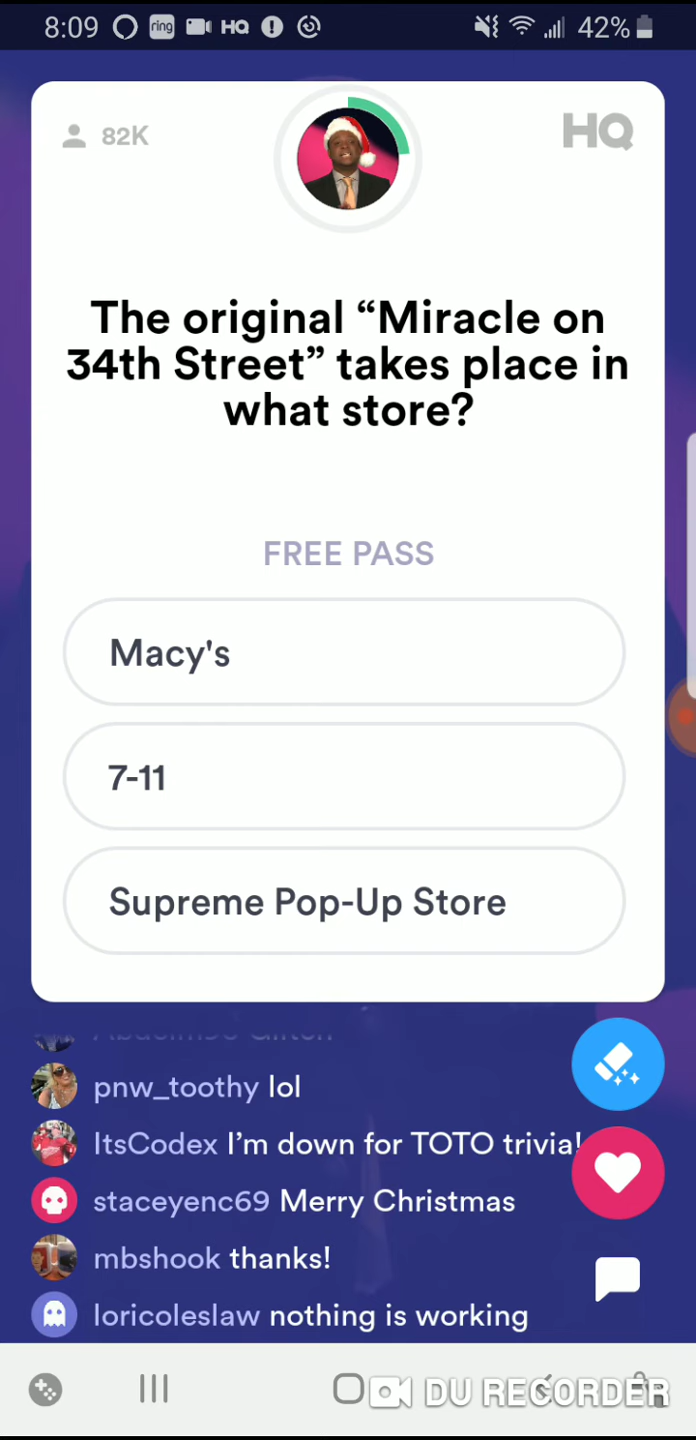 8:09 ring HQ 42%
82K
HQ
The original “Miracle on
34th Street” takes place in
what store?
FREE PASS
Macy's
7-11
Supreme Pop-Up Store
pnw_toothy lol
ItsCodex I’m down for TOTO trivia!
staceyenc69 Merry Christmas
mbshook thanks!
loricoleslaw nothing is working
DU RECORDER